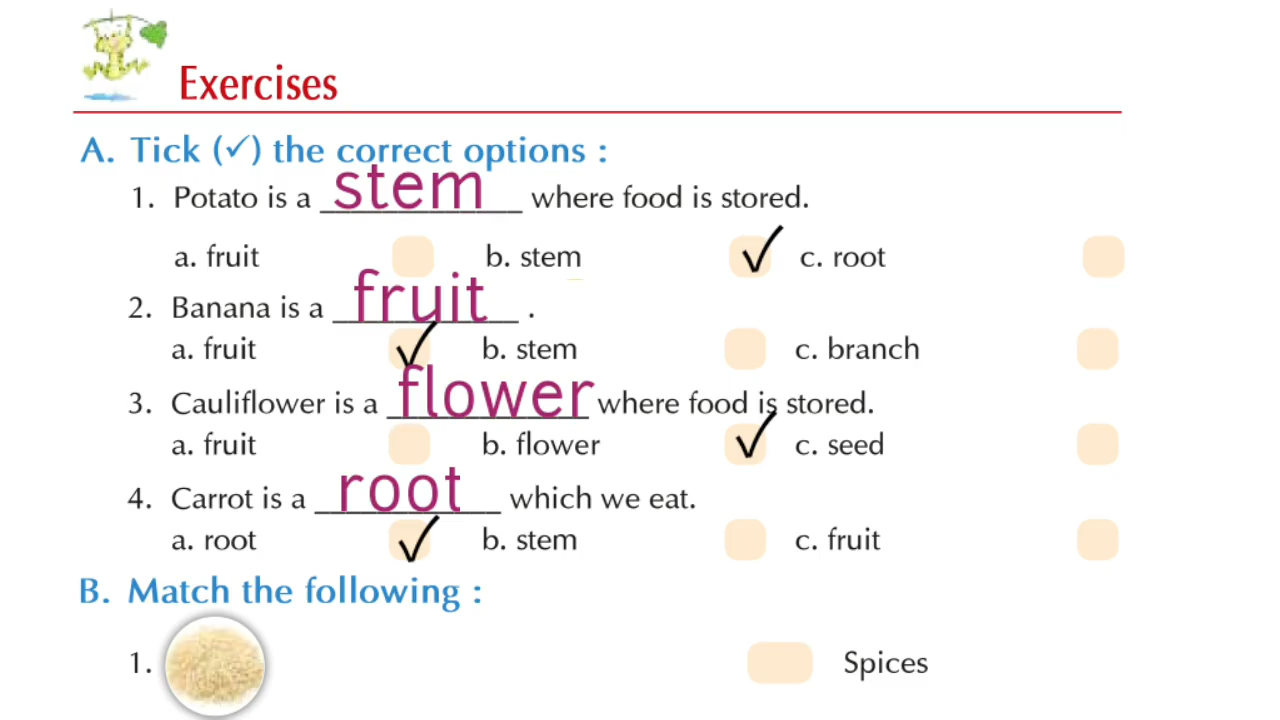 Exercises
A. Tick (✓) the correct options :
1. Potato is a stem where food is stored.
a. fruit b. stem ✓ c. root
2. Banana is a fruit .
a. fruit ✓ b. stem c. branch
3. Cauliflower is a flower where food is stored.
a. fruit b. flower ✓ c. seed
4. Carrot is a root which we eat.
a. root ✓ b. stem c. fruit
B. Match the following :
1. Spices